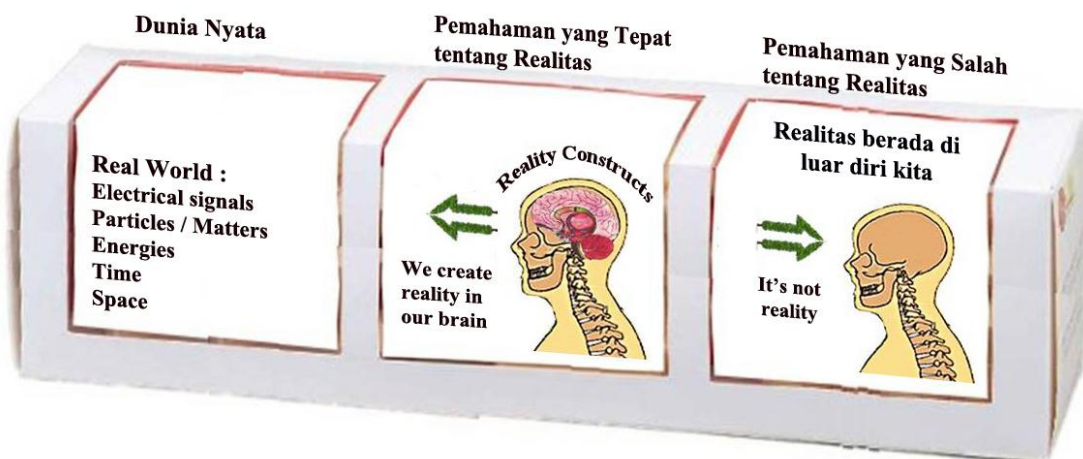 Dunia Nyata
Real World :
Electrical signals
Particles / Matters
Energies
Time
Space
Pemahaman yang Tepat
tentang Realitas
Reality Constructs
We create
reality in
our brain
Pemahaman yang Salah
tentang Realitas
Realitas berada di
luar diri kita
It's not
reality